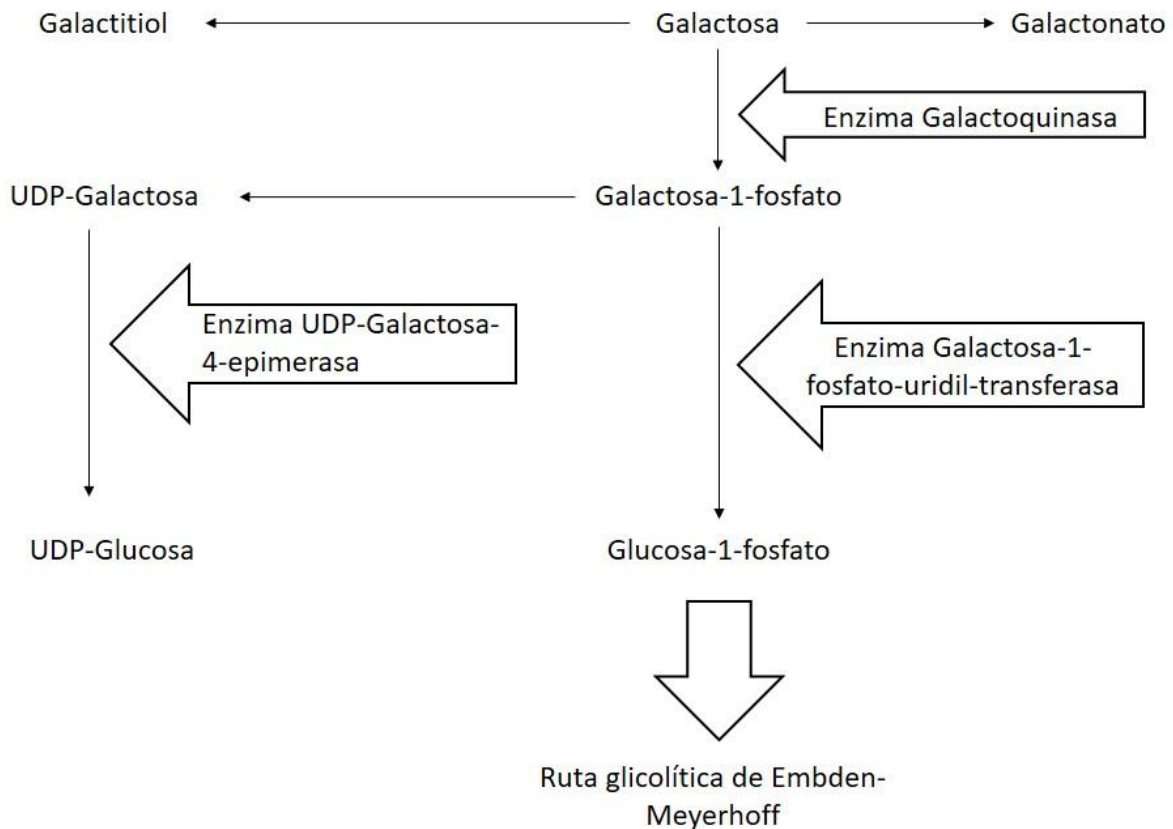 Galactitiol
Galactosa
Galactonato
Enzima Galactoquinasa
UDP-Galactosa
Galactosa-1-fosfato
Enzima UDP-Galactosa-
4-epimerasa
Enzima Galactosa-1-
fosfato-uridil-transferasa
UDP-Glucosa
Glucosa-1-fosfato
Ruta glicolítica de Embden-
Meyerhoff